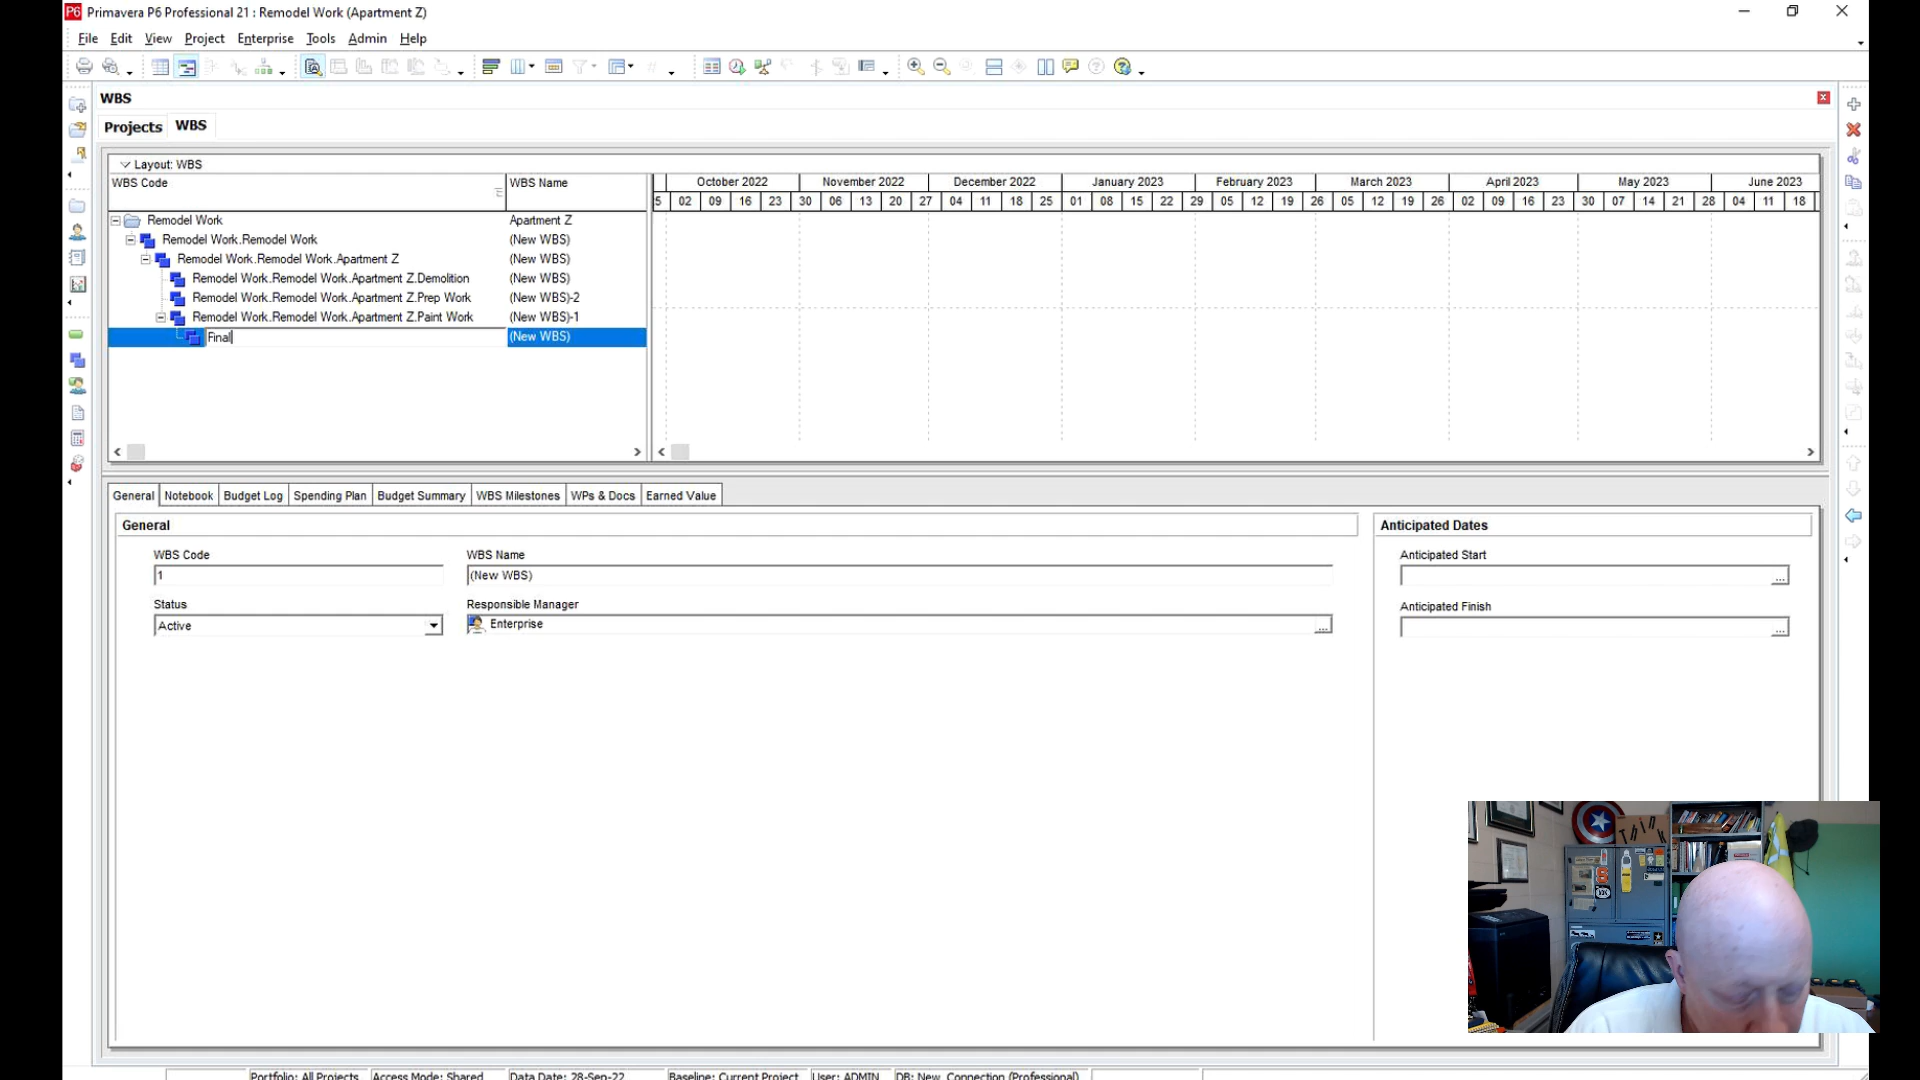 Primavera P6 Professional 21 : Remodel Work (Apartment Z)
File Edit View Project Enterprise Tools Admin Help
WBS
Projects WBS
Layout: WBS
WBS Code WBS Name
October 2022 November 2022 December 2022 January 2023 February 2023 March 2023 April 2023 May 2023 June 2023
5 02 09 16 23 30 06 13 20 27 04 11 18 25 01 08 15 22 29 05 12 19 26 05 12 19 26 02 09 16 23 30 07 14 21 28 04 11 18
Remodel Work Apartment Z
Remodel Work.Remodel Work (New WBS)
Remodel Work.Remodel Work.Apartment Z (New WBS)
Remodel Work.Remodel Work.Apartment Z.Demolition (New WBS)
Remodel Work.Remodel Work.Apartment Z.Prep Work (New WBS)-2
Remodel Work.Remodel Work.Apartment Z.Paint Work (New WBS)-1
Final (New WBS)
General Notebook Budget Log Spending Plan Budget Summary WBS Milestones WPs & Docs Earned Value
General Anticipated Dates
WBS Code WBS Name Anticipated Start
1 (New WBS)
Status Responsible Manager Anticipated Finish
Active Enterprise
Think
Portfolio: All Projects Access Mode: Shared Data Date: 28-Sep-22 Baseline: Current Project User: ADMIN DB: New_Connection (Professional)